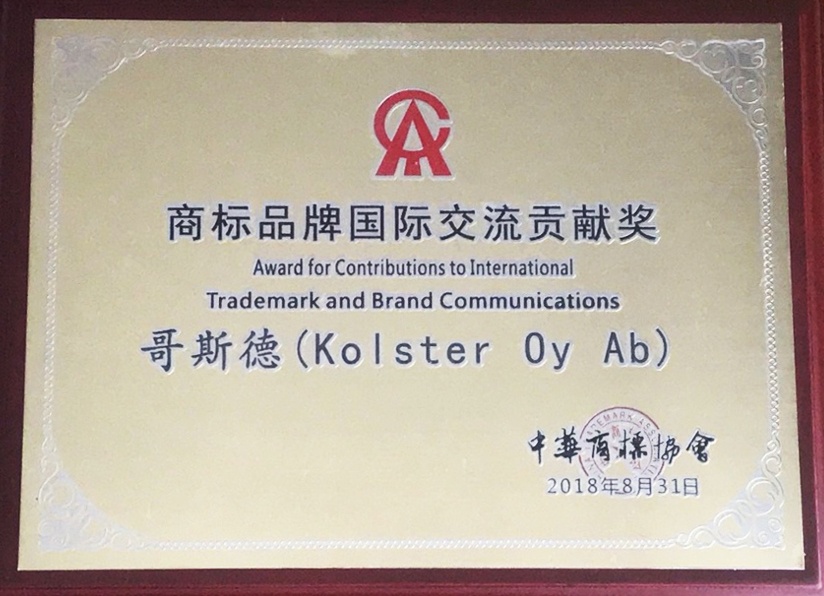 商标品牌国际交流贡献奖
Award for Contributions to International
Trademark and Brand Communications
哥斯德(Kolster Oy Ab)
中華商標協會
2018年8月31日